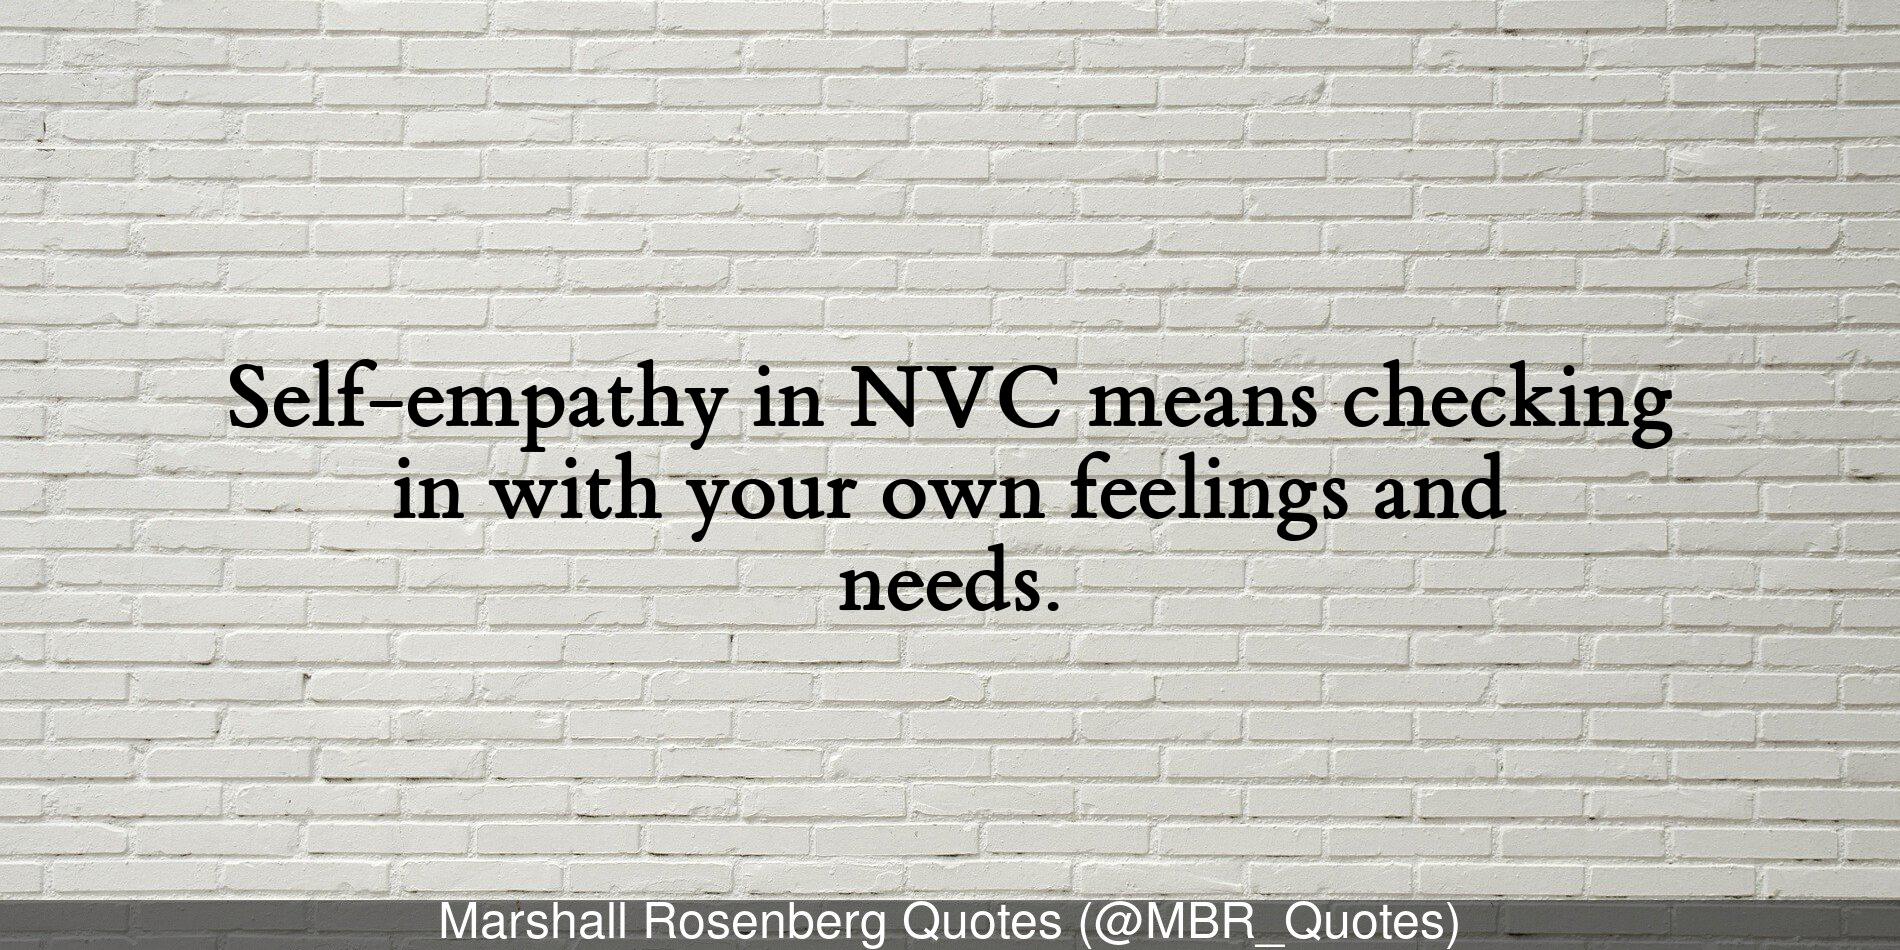 Self-empathy in NVC means checking
in with your own feelings and
needs.
Marshall Rosenberg Quotes (@MBR_Quotes)